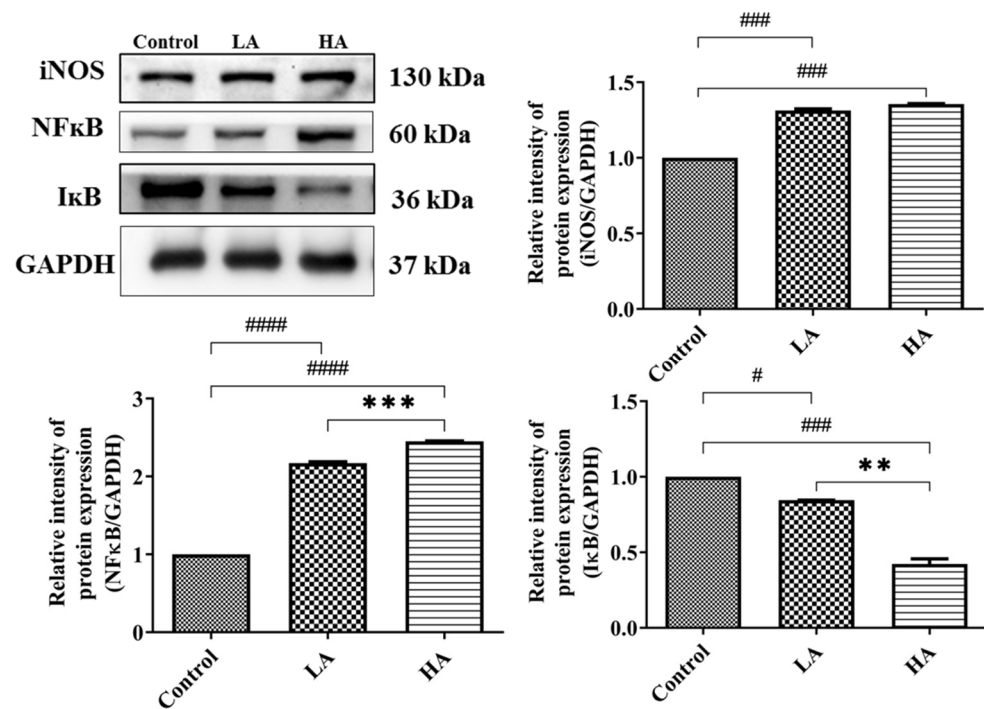 Control LA HA
iNOS 130 kDa
NFκB 60 kDa
IκB 36 kDa
GAPDH 37 kDa
###
###
Relative intensity of
protein expression
(iNOS/GAPDH)
1.5
1.0
0.5
0.0
Control LA HA
####
####
***
Relative intensity of
protein expression
(NFκB/GAPDH)
3
2
1
0
Control LA HA
#
###
**
Relative intensity of
protein expression
(IκB/GAPDH)
1.5
1.0
0.5
0.0
Control LA HA